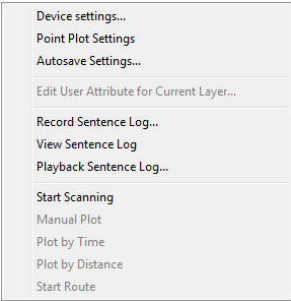 Device settings...
Point Plot Settings
Autosave Settings...
Edit User Attribute for Current Layer...
Record Sentence Log...
View Sentence Log
Playback Sentence Log...
Start Scanning
Manual Plot
Plot by Time
Plot by Distance
Start Route